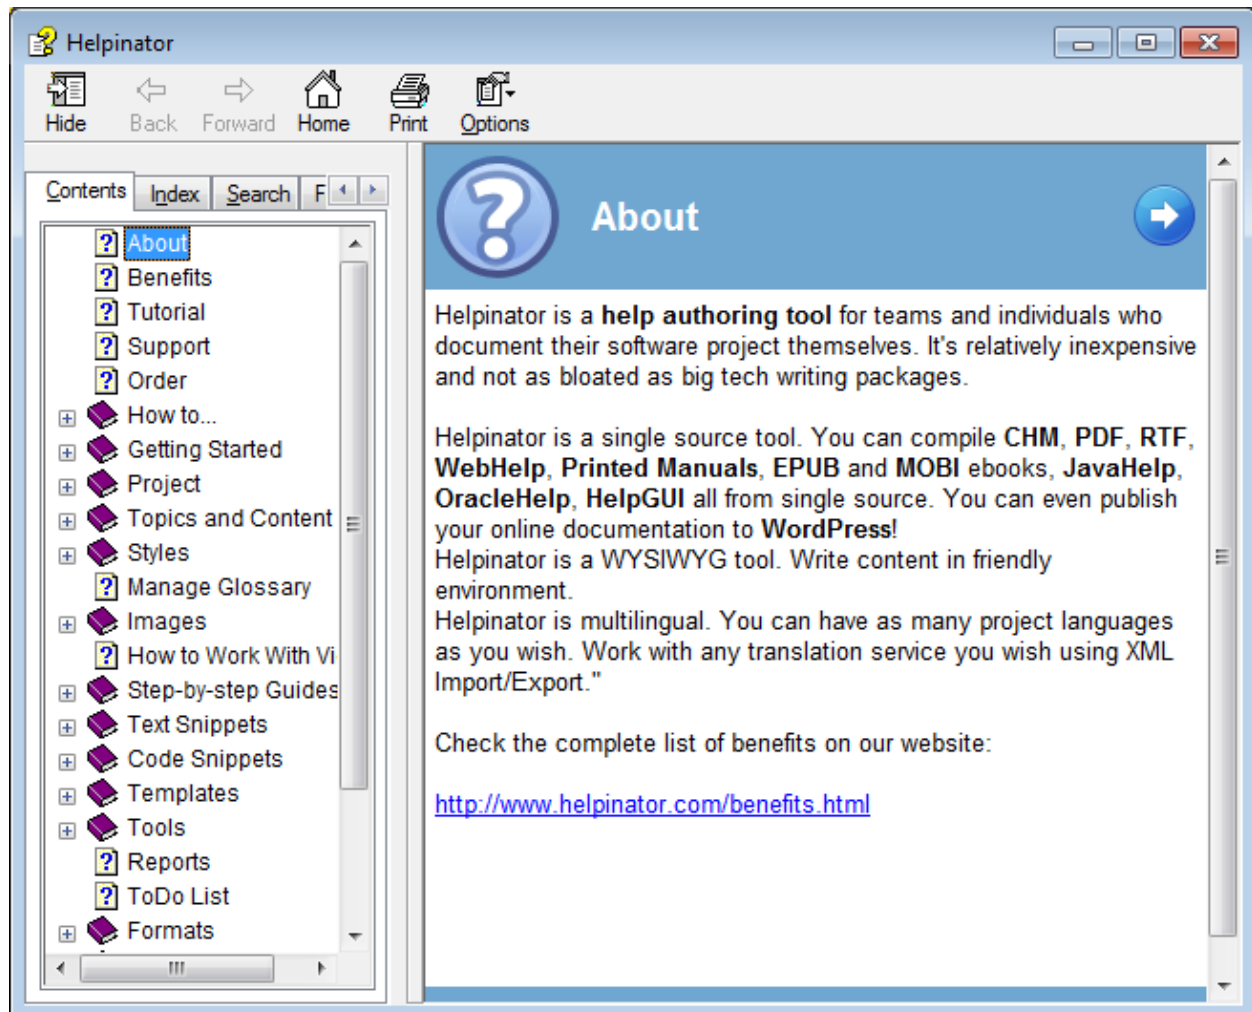 Helpinator
Hide Back Forward Home Print Options
Contents Index Search F
About
Benefits
Tutorial
Support
Order
How to...
Getting Started
Project
Topics and Content
Styles
Manage Glossary
Images
How to Work With Vi
Step-by-step Guides
Text Snippets
Code Snippets
Templates
Tools
Reports
ToDo List
Formats
About
Helpinator is a help authoring tool for teams and individuals who
document their software project themselves. It's relatively inexpensive
and not as bloated as big tech writing packages.
Helpinator is a single source tool. You can compile CHM, PDF, RTF,
WebHelp, Printed Manuals, EPUB and MOBI ebooks, JavaHelp,
OracleHelp, HelpGUI all from single source. You can even publish
your online documentation to WordPress!
Helpinator is a WYSIWYG tool. Write content in friendly
environment.
Helpinator is multilingual. You can have as many project languages
as you wish. Work with any translation service you wish using XML
Import/Export."
Check the complete list of benefits on our website:
http://www.helpinator.com/benefits.html